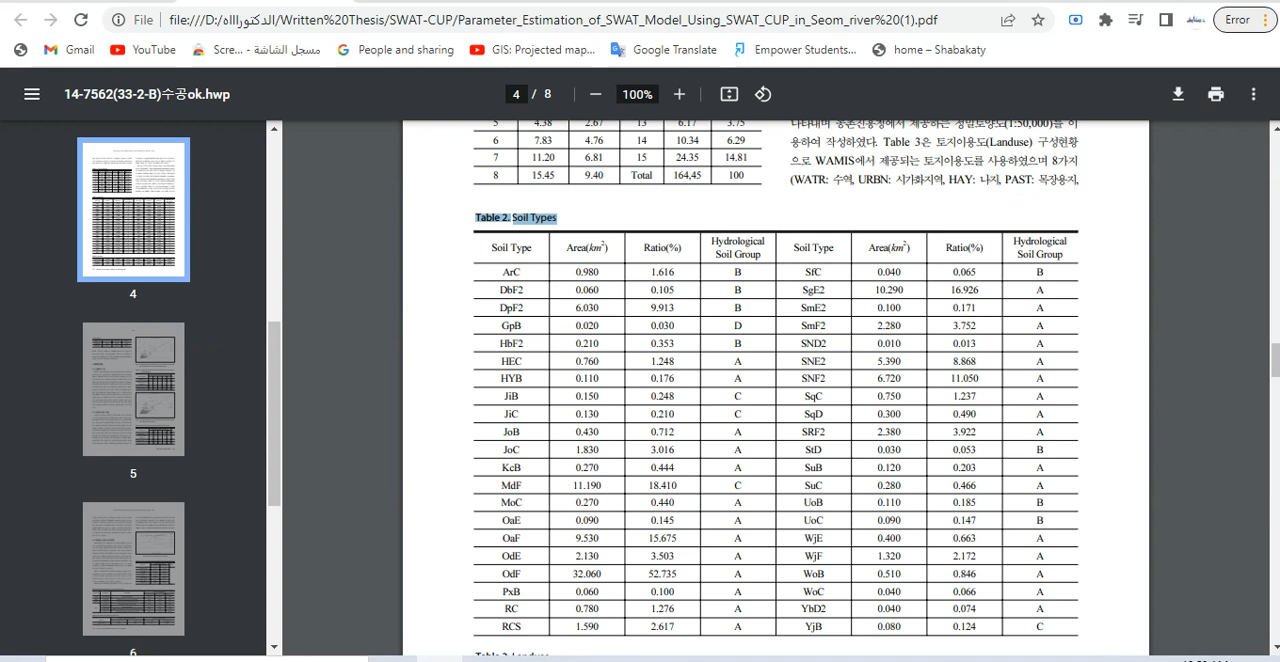 File file:///D:/الدكتوراااه/Written%20Thesis/SWAT-CUP/Parameter_Estimation_of_SWAT_Model_Using_SWAT_CUP_in_Seom_river%20(1).pdf Error
Gmail YouTube Scre... - مسجل الشاشة People and sharing GIS: Projected map... Google Translate Empower Students... home – Shabakaty
14-7562(33-2-B)수공ok.hwp 4 / 8 100%
4
5
6
5 4.38 2.67 13 6.17 3.75
6 7.83 4.76 14 10.34 6.29
7 11.20 6.81 15 24.35 14.81
8 15.45 9.40 Total 164,45 100
제공하는 정밀토양도(1:50,000)를 이
용하여 작성하였다. Table 3은 토지이용도(Landuse) 구성현황
으로 WAMIS에서 제공되는 토지이용도를 사용하였으며 8가지
(WATR: 수역, URBN: 시가화지역, HAY: 나지, PAST: 목장용지,
Table 2. Soil Types
Soil Type Area(km²) Ratio(%) Hydrological Soil Group Soil Type Area(km²) Ratio(%) Hydrological Soil Group
ArC 0.980 1.616 B SfC 0.040 0.065 B
DbF2 0.060 0.105 B SgE2 10.290 16.926 A
DpF2 6.030 9.913 B SmE2 0.100 0.171 A
GpB 0.020 0.030 D SmF2 2.280 3.752 A
HbF2 0.210 0.353 B SND2 0.010 0.013 A
HEC 0.760 1.248 A SNE2 5.390 8.868 A
HYB 0.110 0.176 A SNF2 6.720 11.050 A
JiB 0.150 0.248 C SqC 0.750 1.237 A
JiC 0.130 0.210 C SqD 0.300 0.490 A
JoB 0.430 0.712 A SRF2 2.380 3.922 A
JoC 1.830 3.016 A StD 0.030 0.053 B
KcB 0.270 0.444 A SuB 0.120 0.203 A
MdF 11.190 18.410 C SuC 0.280 0.466 A
MoC 0.270 0.440 A UoB 0.110 0.185 B
OaE 0.090 0.145 A UoC 0.090 0.147 B
OaF 9.530 15.675 A WjE 0.400 0.663 A
OdE 2.130 3.503 A WjF 1.320 2.172 A
OdF 32.060 52.735 A WoB 0.510 0.846 A
PxB 0.060 0.100 A WoC 0.040 0.066 A
RC 0.780 1.276 A YbD2 0.040 0.074 A
RCS 1.590 2.617 A YjB 0.080 0.124 C